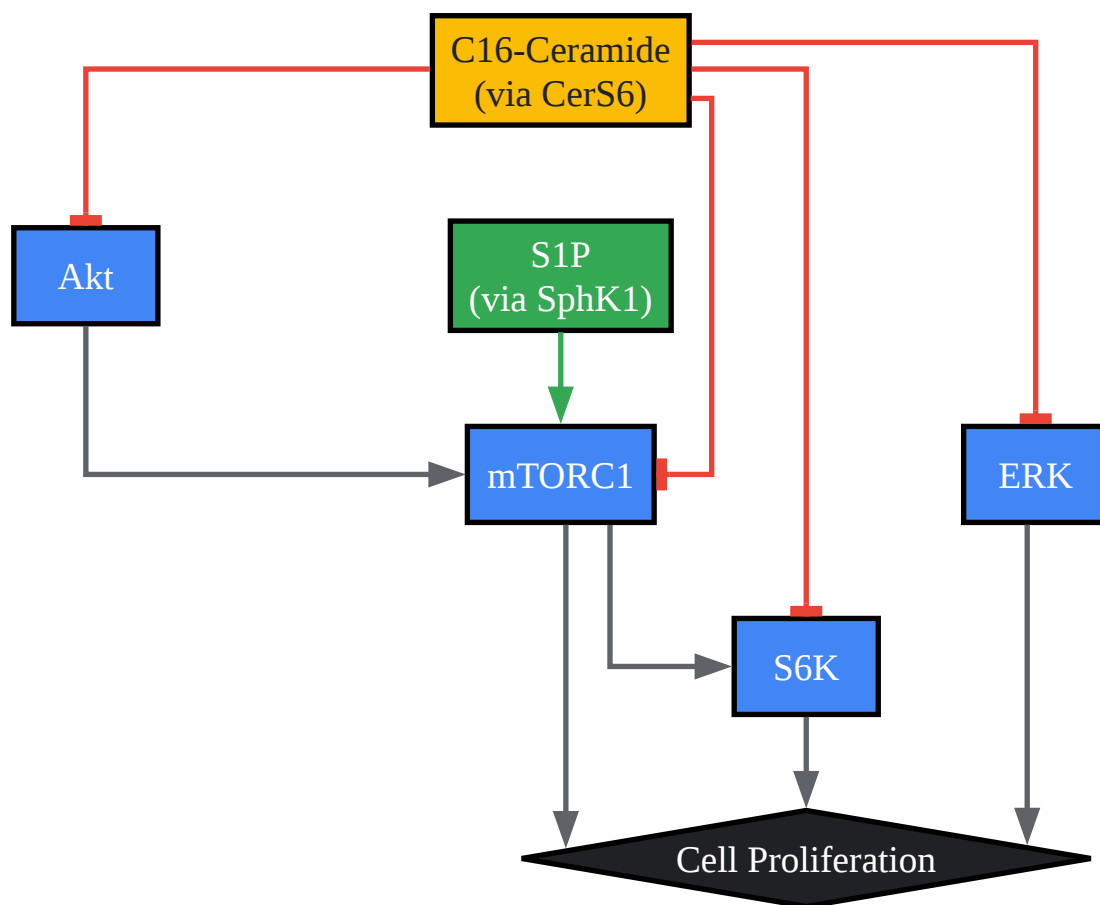 C16-Ceramide
(via CerS6)
S1P
(via SphK1)
Akt
mTORC1
ERK
S6K
Cell Proliferation